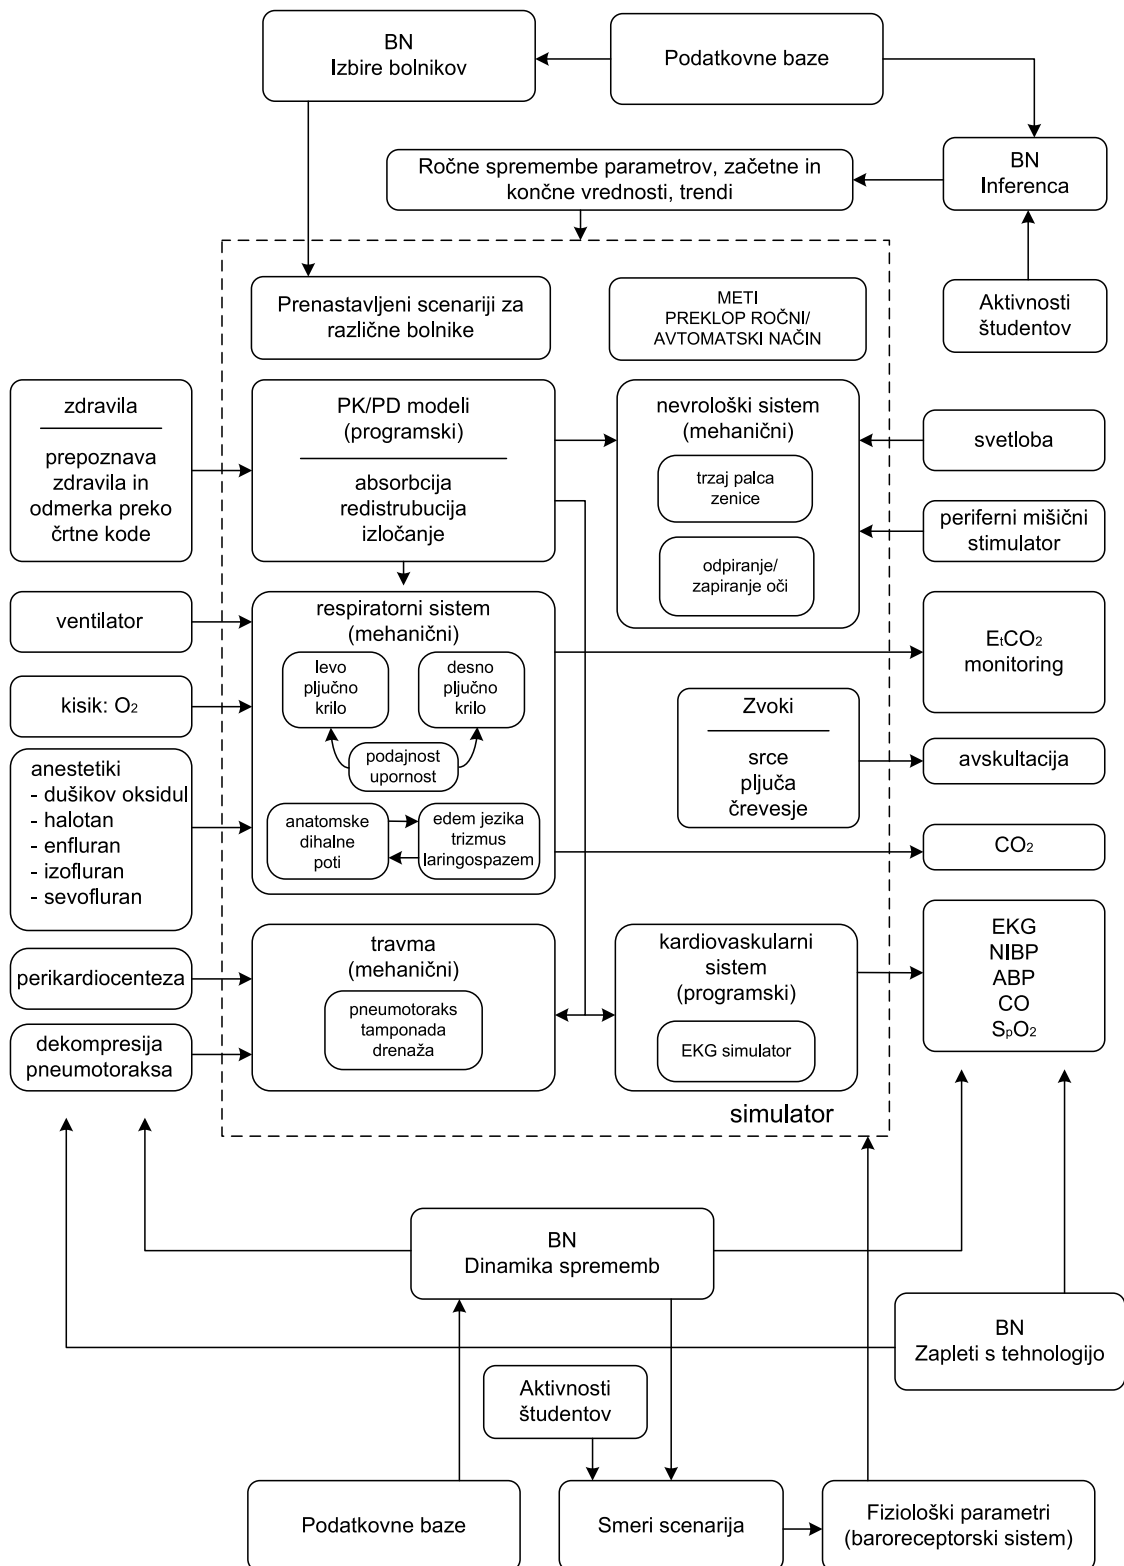 BN
Izbire bolnikov
Podatkovne baze
Ročne spremembe parametrov, začetne in
končne vrednosti, trendi
BN
Inferenca
Aktivnosti
študentov
Prenastavljeni scenariji za
različne bolnike
METI
PREKLOP ROČNI/
AVTOMATSKI NAČIN
zdravila
prepoznava
zdravila in
odmerka preko
črtne kode
PK/PD modeli
(programski)
absorbcija
redistrubucija
izločanje
nevrološki sistem
(mehanični)
trzaj palca
zenice
odpiranje/
zapiranje oči
svetloba
periferni mišični
stimulator
ventilator
kisik: O₂
anestetiki
- dušikov oksidul
- halotan
- enfluran
- izofluran
- sevofluran
respiratorni sistem
(mehanični)
levo
pljučno
krilo
desno
pljučno
krilo
podajnost
upornost
anatomske
dihalne
poti
edem jezika
trizmus
laringospazem
EₜCO₂
monitoring
Zvoki
srce
pljuča
črevesje
avskultacija
CO₂
perikardiocenteza
dekompresija
pneumotoraksa
travma
(mehanični)
pneumotoraks
tamponada
drenaža
kardiovaskularni
sistem
(programski)
EKG simulator
EKG
NIBP
ABP
CO
SₚO₂
simulator
BN
Dinamika sprememb
BN
Zapleti s tehnologijo
Aktivnosti
študentov
Podatkovne baze
Smeri scenarija
Fiziološki parametri
(baroreceptorski sistem)